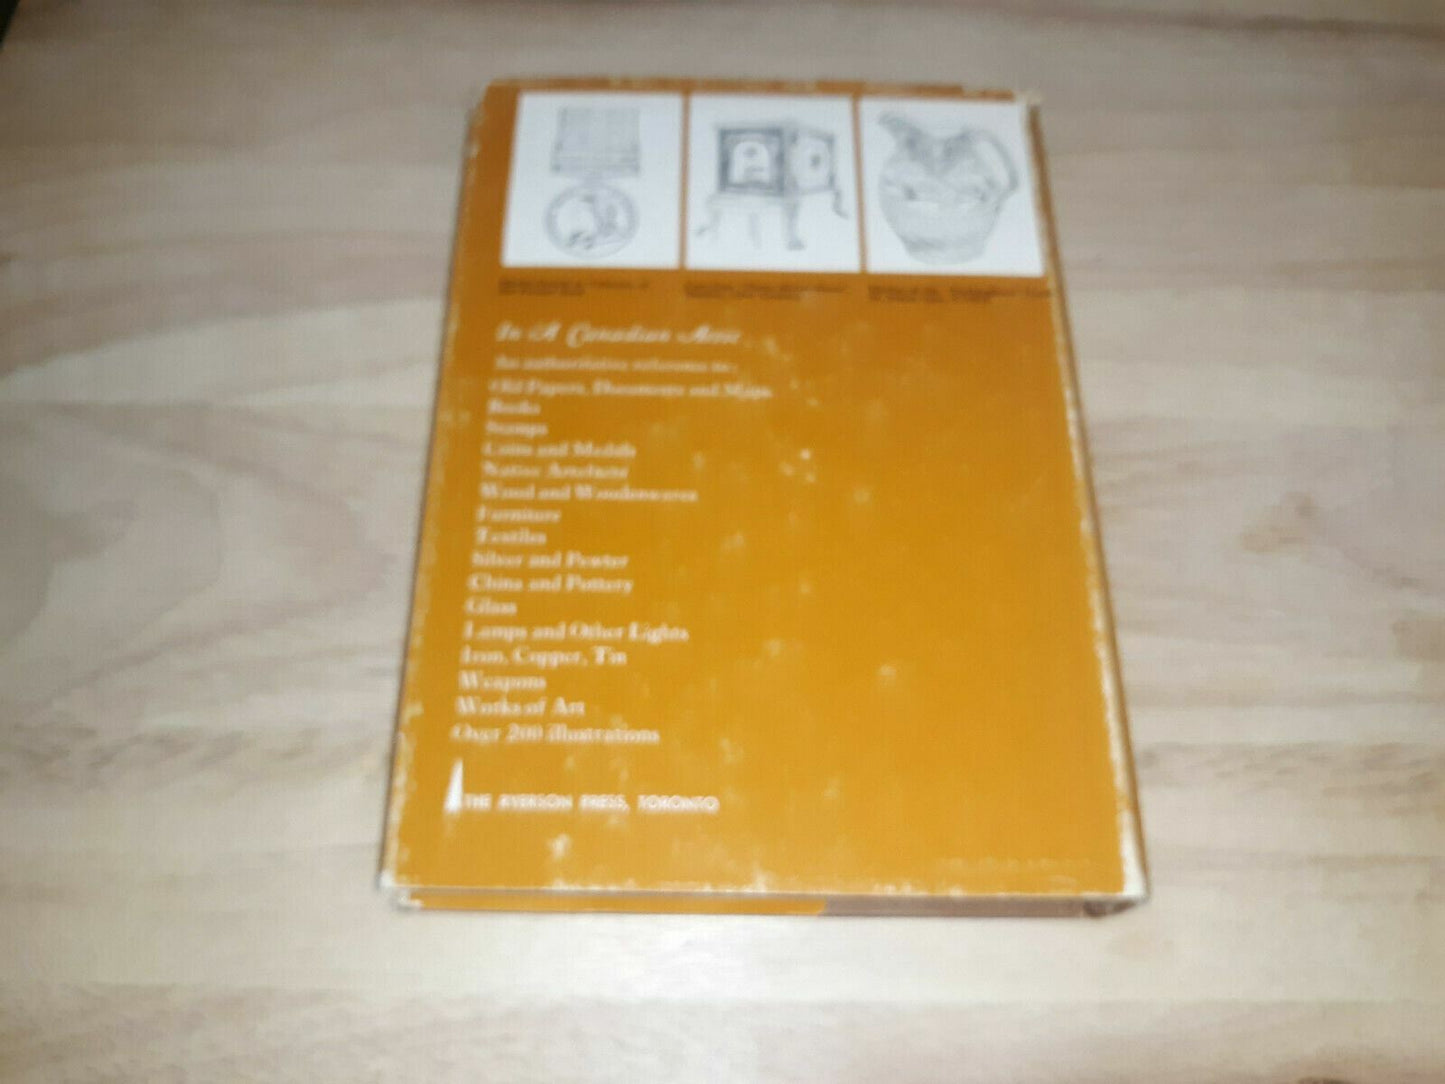 In A Canadian Attic...
An authoritative reference to:
Old Papers, Documents and Maps
Books
Stamps
Coins and Medals
Native Artefacts
Wood and Woodenwares
Furniture
Textiles
Silver and Pewter
China and Pottery
Glass
Lamps and Other Lights
Iron, Copper, Tin
Weapons
Works of Art
Over 200 illustrations
THE RYERSON PRESS, TORONTO